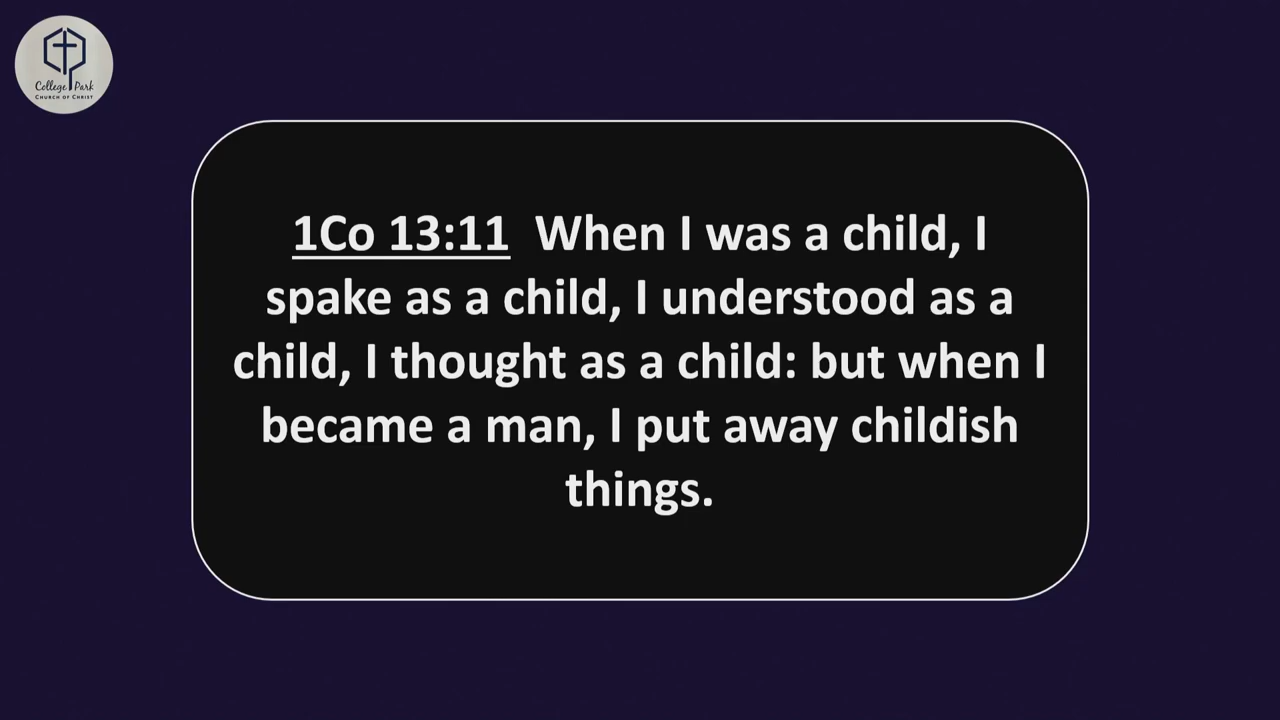 College Park
CHURCH OF CHRIST
1Co 13:11 When I was a child, I
spake as a child, I understood as a
child, I thought as a child: but when I
became a man, I put away childish
things.